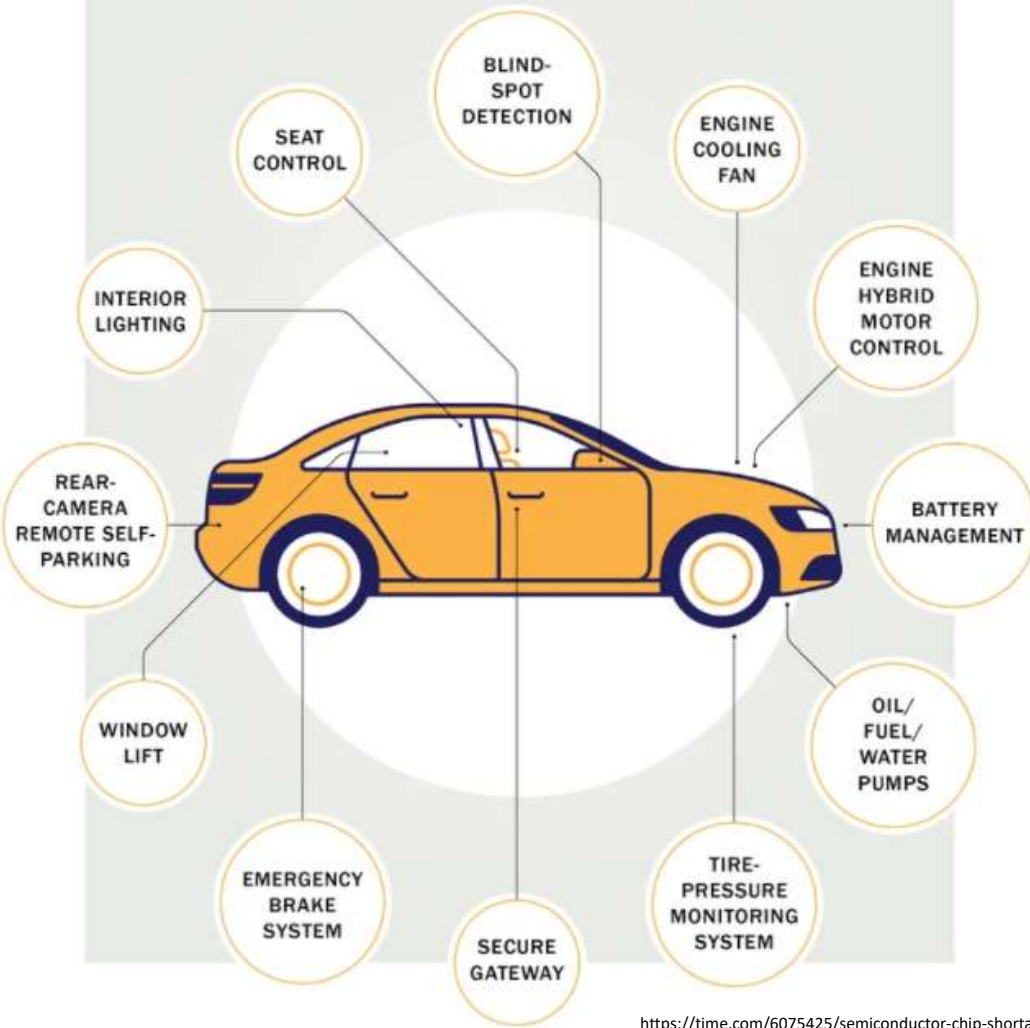 BLIND-
SPOT
DETECTION
SEAT
CONTROL
ENGINE
COOLING
FAN
INTERIOR
LIGHTING
ENGINE
HYBRID
MOTOR
CONTROL
REAR-
CAMERA
REMOTE SELF-
PARKING
BATTERY
MANAGEMENT
WINDOW
LIFT
OIL/
FUEL/
WATER
PUMPS
EMERGENCY
BRAKE
SYSTEM
SECURE
GATEWAY
TIRE-
PRESSURE
MONITORING
SYSTEM
https://time.com/6075425/semiconductor-chip-shorta